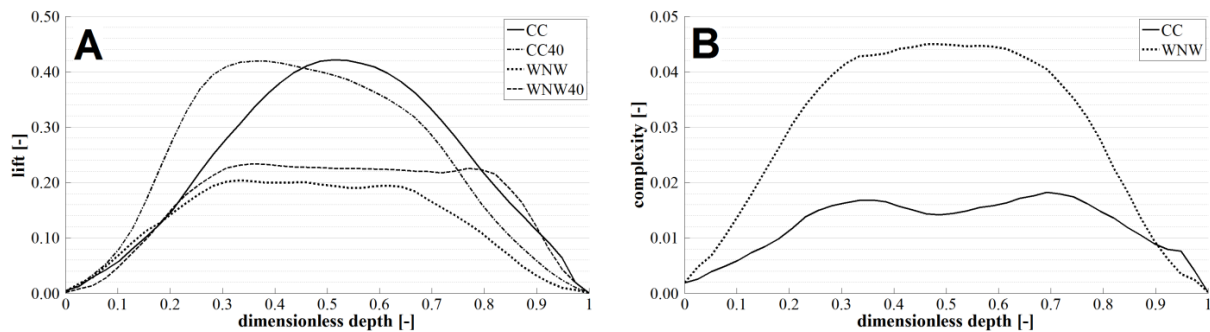 A
lift [-]
0.50
0.40
0.30
0.20
0.10
0.00
0 0.1 0.2 0.3 0.4 0.5 0.6 0.7 0.8 0.9 1
dimensionless depth [-]
CC
CC40
WNW
WNW40
B
complexity [-]
0.05
0.04
0.03
0.02
0.01
0.00
0 0.1 0.2 0.3 0.4 0.5 0.6 0.7 0.8 0.9 1
dimensionless depth [-]
CC
WNW